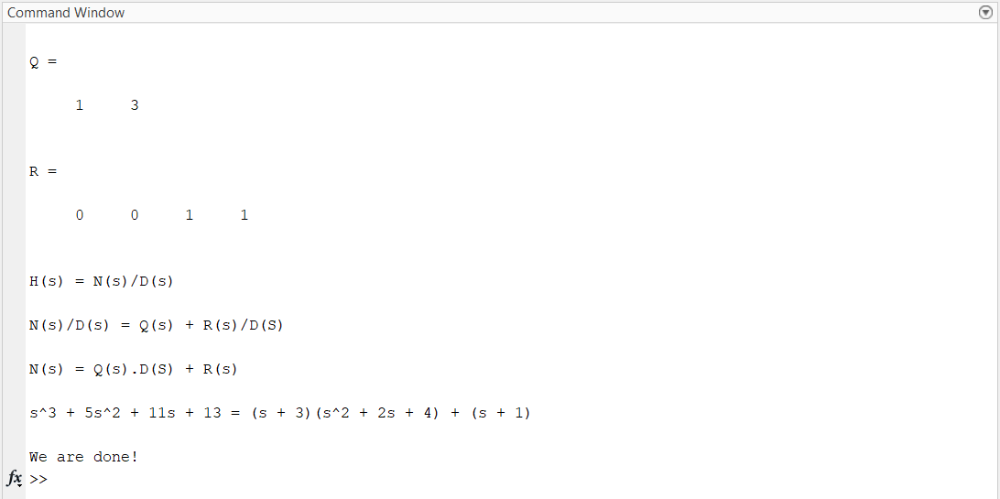 Command Window
Q =
1 3
R =
0 0 1 1
H(s) = N(s)/D(s)
N(s)/D(s) = Q(s) + R(s)/D(S)
N(s) = Q(s).D(S) + R(s)
s^3 + 5s^2 + 11s + 13 = (s + 3)(s^2 + 2s + 4) + (s + 1)
We are done!
fx >>